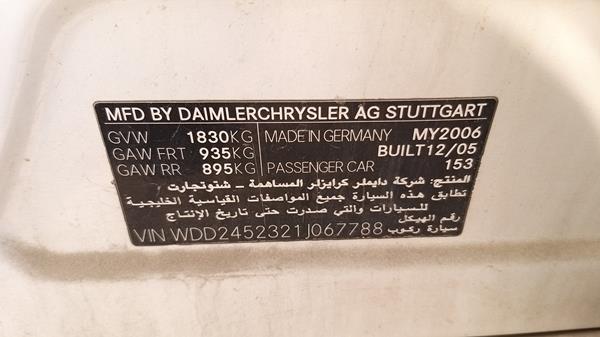 MFD BY DAIMLERCHRYSLER AG STUTTGART
GVW 1830KG MADE IN GERMANY MY2006
GAW FRT 935KG BUILT12/05
GAW RR 895KG PASSENGER CAR 153
المنتج: شركة دايملر كرايزلر المساهمة - شتوتجارت
تطابق هذه السيارة جميع المواصفات القياسية الخليجية
للسيارات والتي صدرت حتى تاريخ الإنتاج
رقم الهيكل
VIN WDD2452321J067788 سيارة ركوب